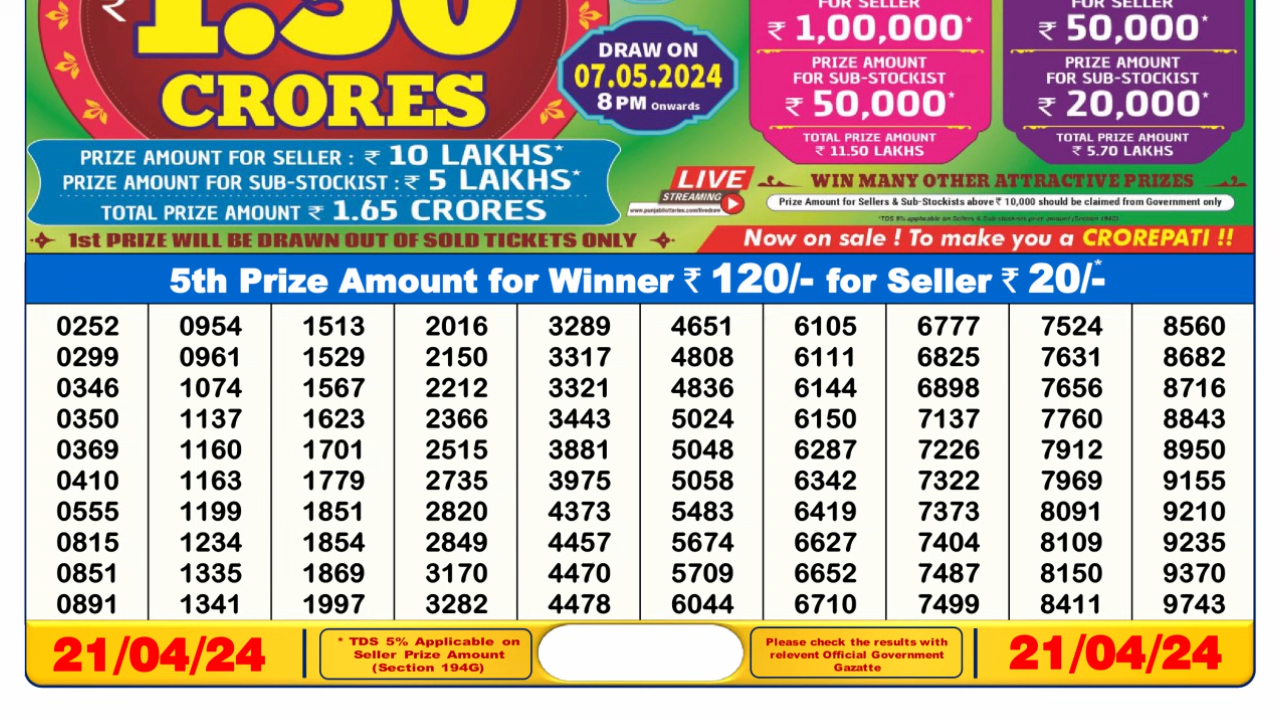 ₹ 1.50
CRORES
PRIZE AMOUNT FOR SELLER : ₹ 10 LAKHS*
PRIZE AMOUNT FOR SUB-STOCKIST : ₹ 5 LAKHS*
TOTAL PRIZE AMOUNT ₹ 1.65 CRORES
DRAW ON
07.05.2024
8PM Onwards
FOR SELLER
₹ 1,00,000*
PRIZE AMOUNT
FOR SUB-STOCKIST
₹ 50,000*
TOTAL PRIZE AMOUNT
₹ 11.50 LAKHS
FOR SELLER
₹ 50,000*
PRIZE AMOUNT
FOR SUB-STOCKIST
₹ 20,000*
TOTAL PRIZE AMOUNT
₹ 5.70 LAKHS
LIVE
STREAMING
WIN MANY OTHER ATTRACTIVE PRIZES
Prize Amount for Sellers & Sub-Stockists above ₹ 10,000 should be claimed from Government only
1st PRIZE WILL BE DRAWN OUT OF SOLD TICKETS ONLY
Now on sale ! To make you a CROREPATI !!
5th Prize Amount for Winner ₹ 120/- for Seller ₹ 20/-*
0252 0954 1513 2016 3289 4651 6105 6777 7524 8560
0299 0961 1529 2150 3317 4808 6111 6825 7631 8682
0346 1074 1567 2212 3321 4836 6144 6898 7656 8716
0350 1137 1623 2366 3443 5024 6150 7137 7760 8843
0369 1160 1701 2515 3881 5048 6287 7226 7912 8950
0410 1163 1779 2735 3975 5058 6342 7322 7969 9155
0555 1199 1851 2820 4373 5483 6419 7373 8091 9210
0815 1234 1854 2849 4457 5674 6627 7404 8109 9235
0851 1335 1869 3170 4470 5709 6652 7487 8150 9370
0891 1341 1997 3282 4478 6044 6710 7499 8411 9743
21/04/24
* TDS 5% Applicable on
Seller Prize Amount
(Section 194G)
Please check the results with
relevent Official Government
Gazatte
21/04/24